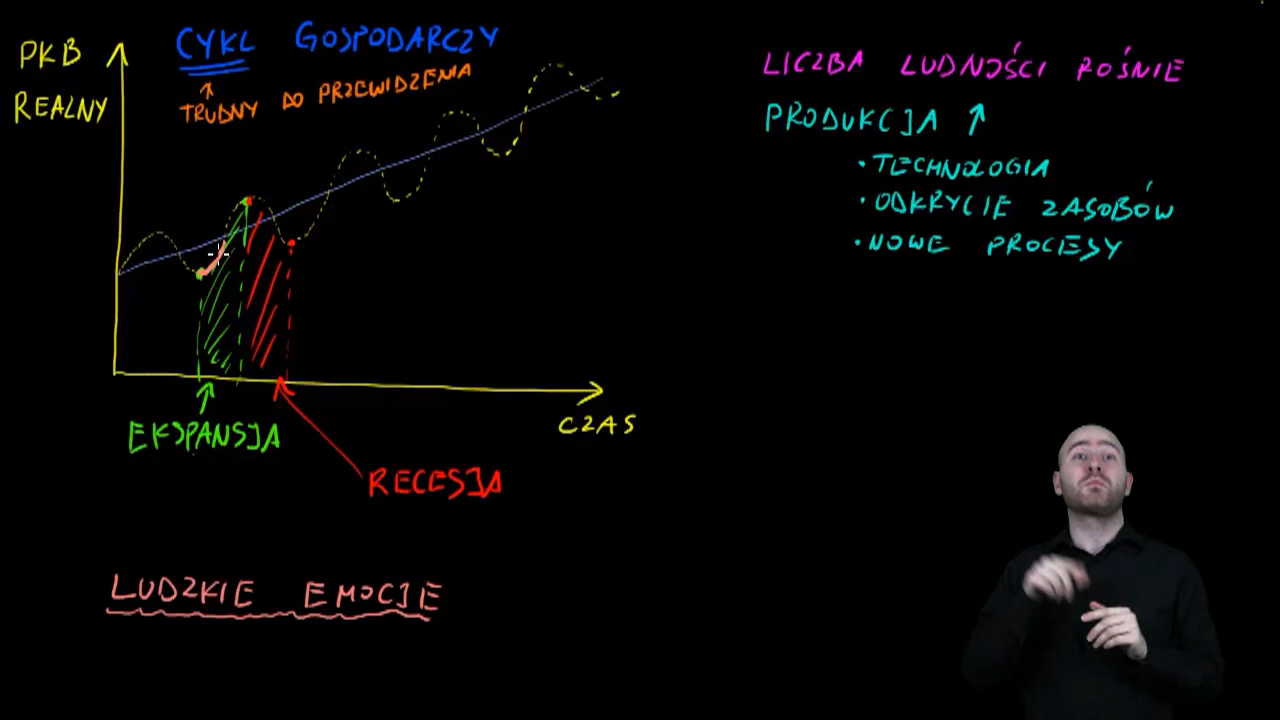 PKB
REALNY
CYKL GOSPODARCZY
TRUDNY DO PRZEWIDZENIA
CZAS
EKSPANSJA
RECESJA
LUDZKIE EMOCJE
LICZBA LUDNOŚCI ROŚNIE
PRODUKCJA ↑
• TECHNOLOGIA
• ODKRYCIE ZASOBÓW
• NOWE PROCESY